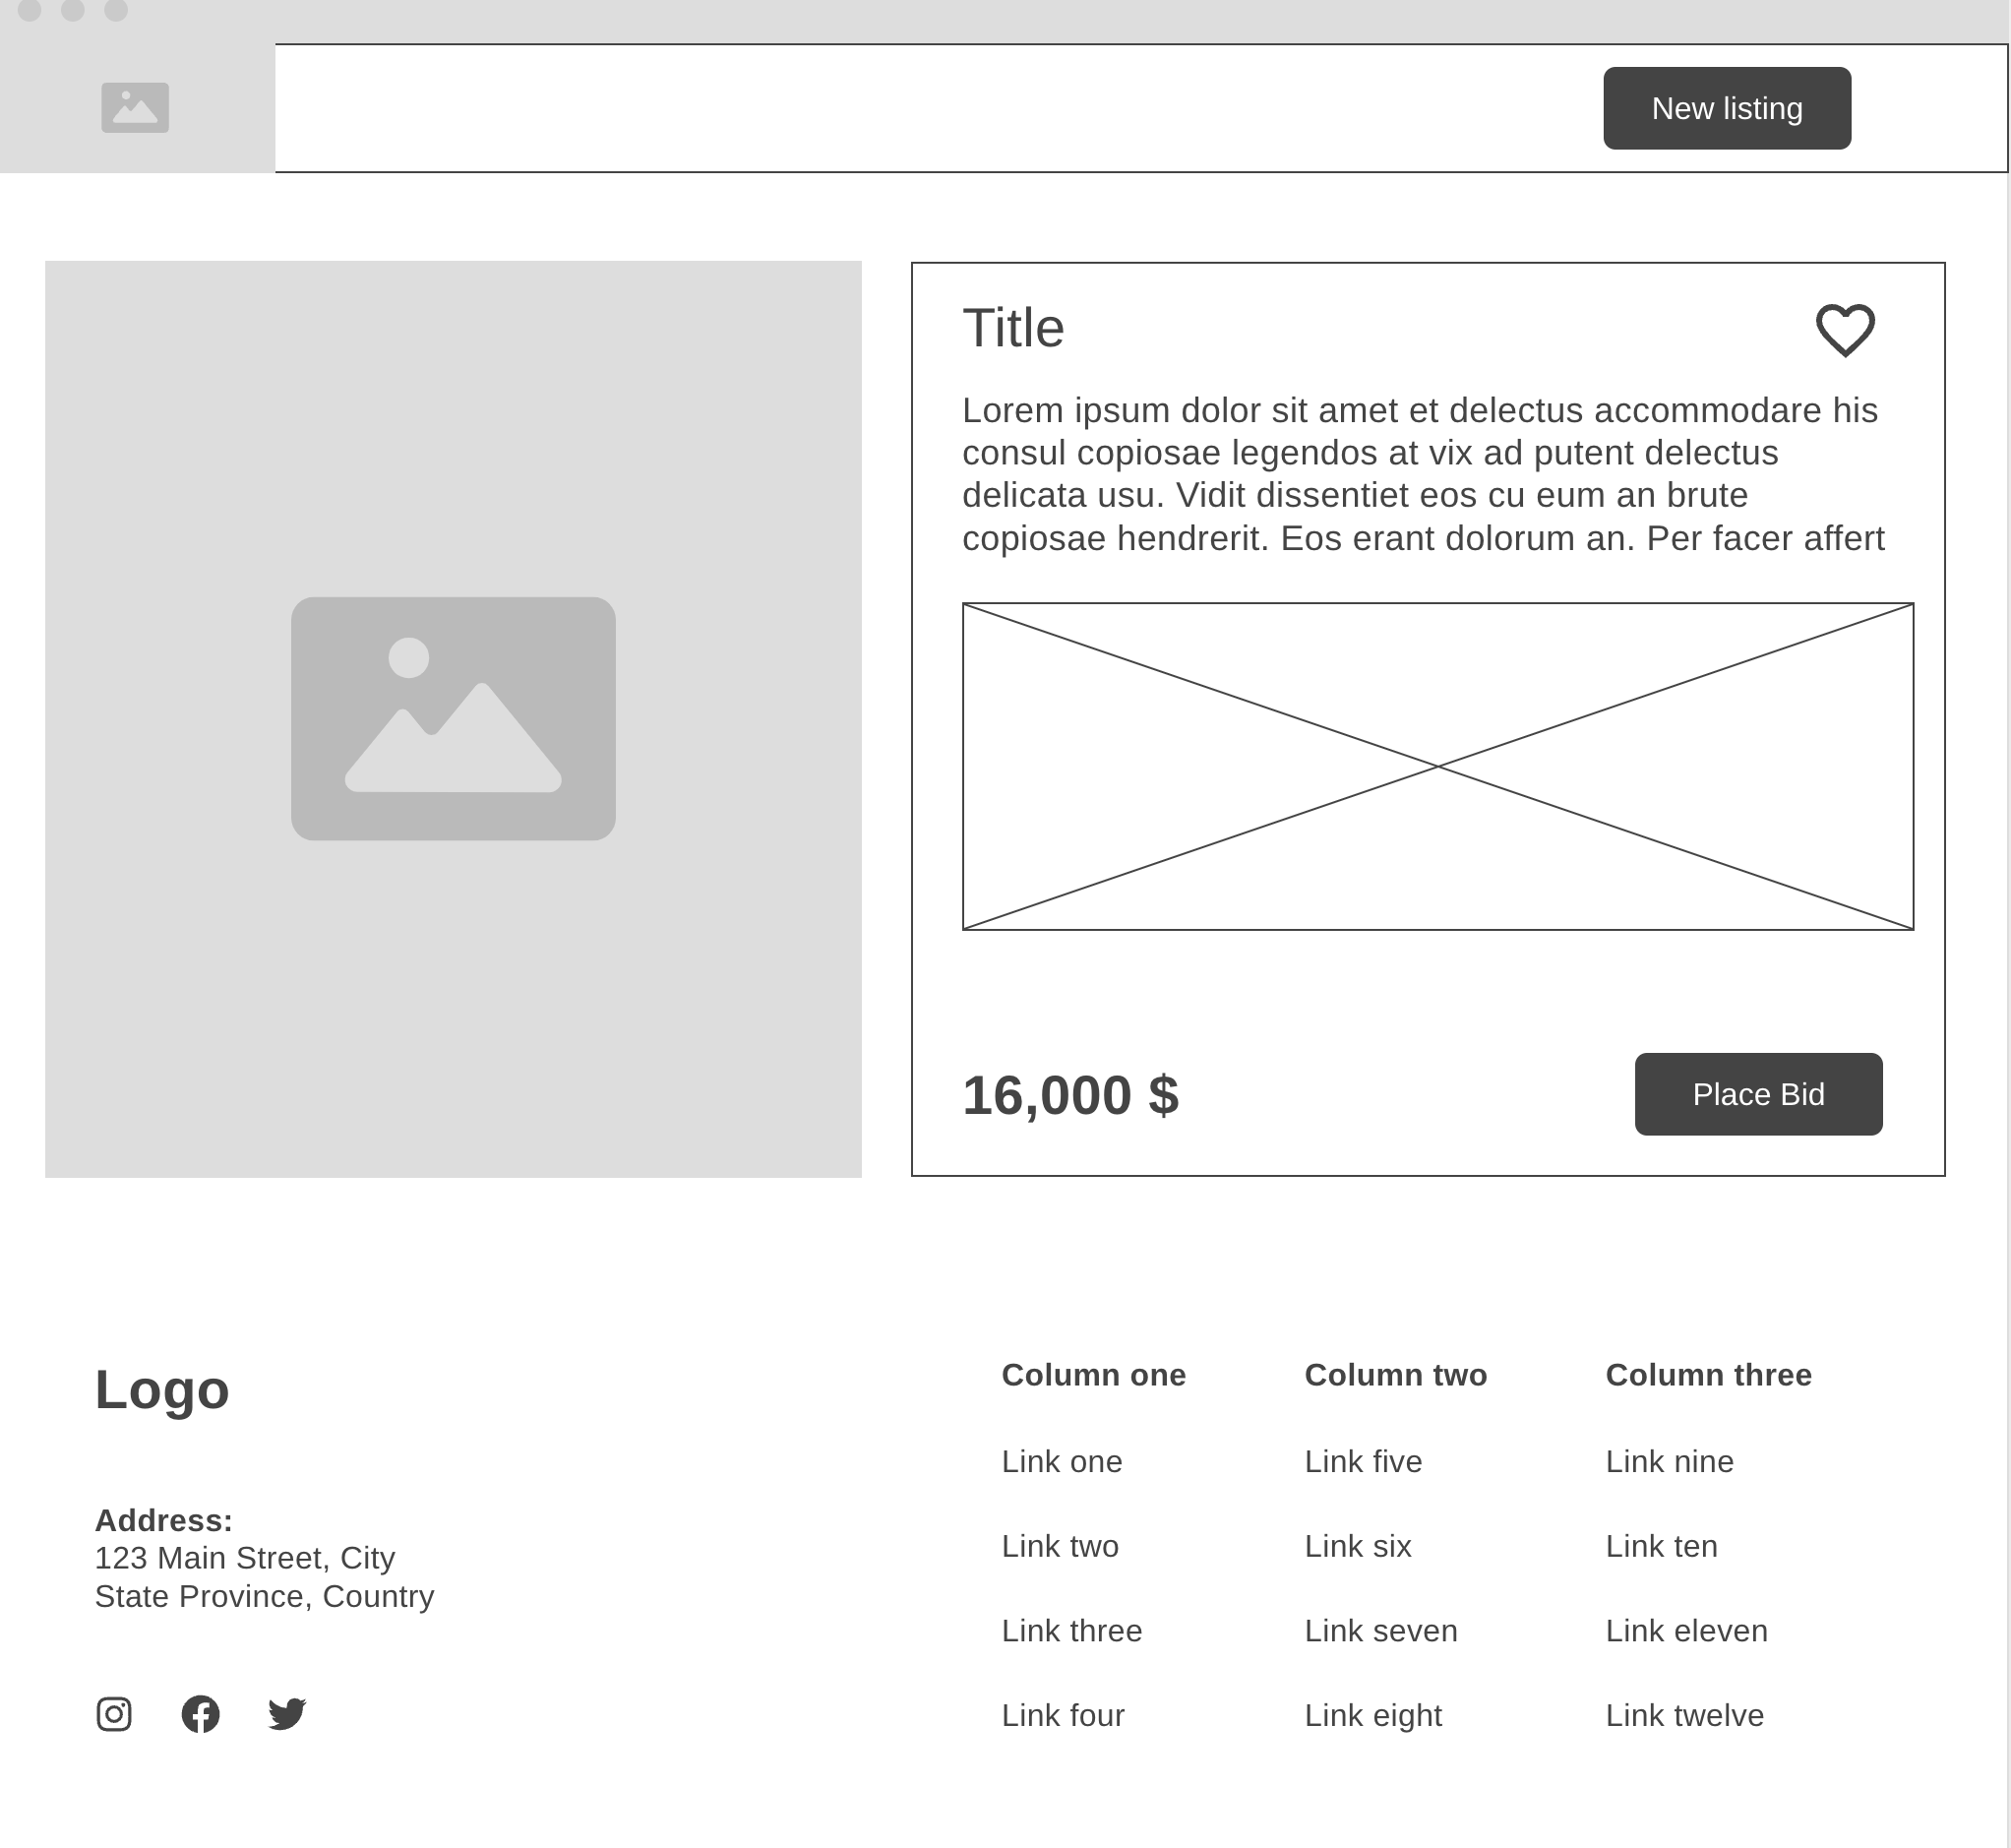 New listing
Title
Lorem ipsum dolor sit amet et delectus accommodare his
consul copiosae legendos at vix ad putent delectus
delicata usu. Vidit dissentiet eos cu eum an brute
copiosae hendrerit. Eos erant dolorum an. Per facer affert
16,000 $
Place Bid
Logo
Address:
123 Main Street, City
State Province, Country
Column one
Link one
Link two
Link three
Link four
Column two
Link five
Link six
Link seven
Link eight
Column three
Link nine
Link ten
Link eleven
Link twelve